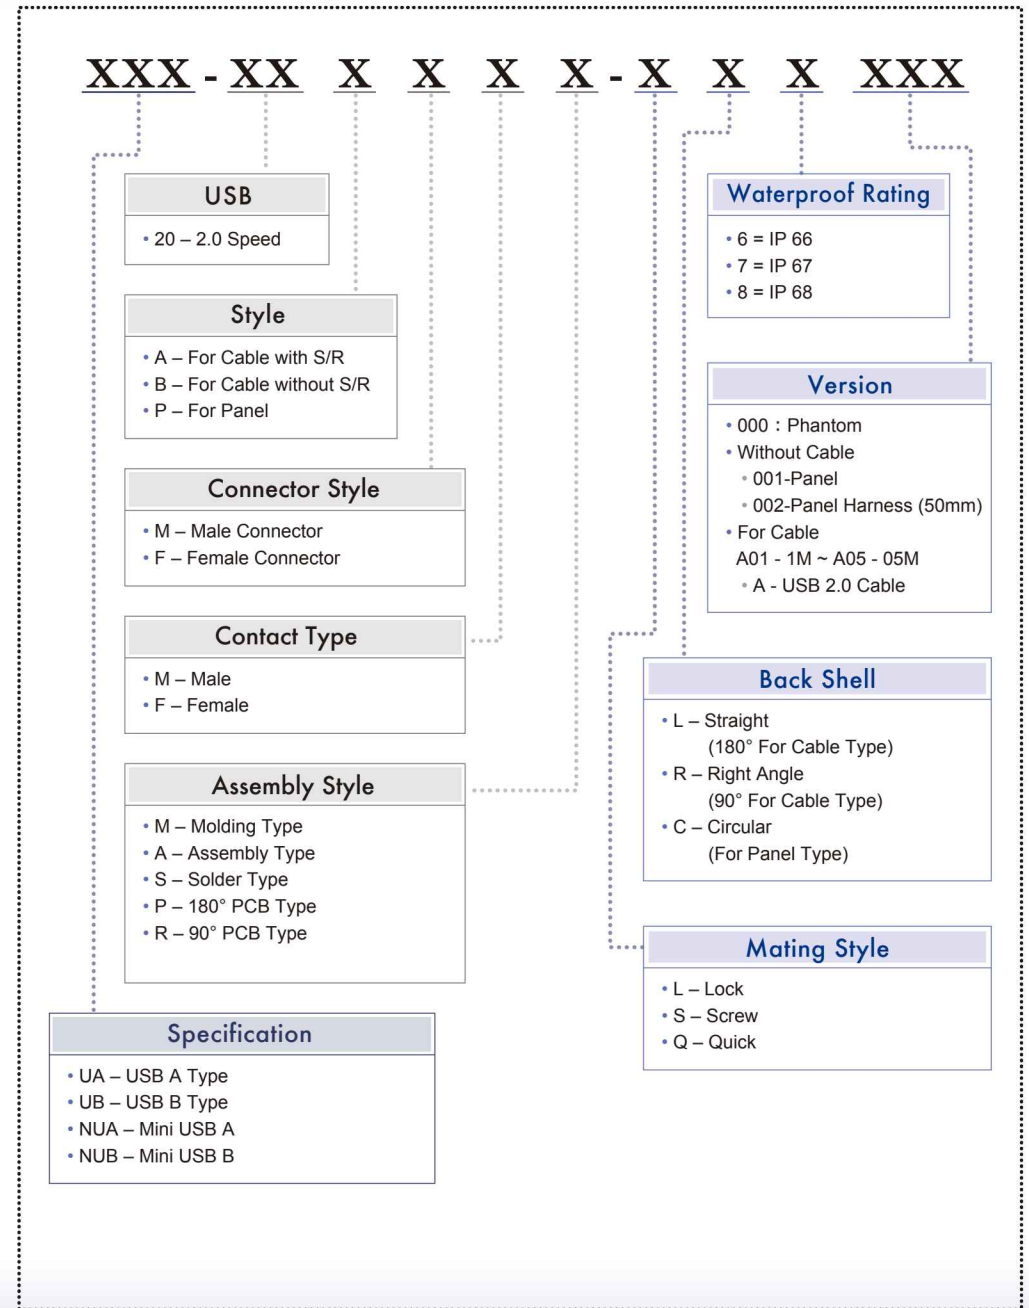 XXX - XX X X X X - X X X XXX
USB
• 20 – 2.0 Speed
Style
• A – For Cable with S/R
• B – For Cable without S/R
• P – For Panel
Connector Style
• M – Male Connector
• F – Female Connector
Contact Type
• M – Male
• F – Female
Assembly Style
• M – Molding Type
• A – Assembly Type
• S – Solder Type
• P – 180° PCB Type
• R – 90° PCB Type
Specification
• UA – USB A Type
• UB – USB B Type
• NUA – Mini USB A
• NUB – Mini USB B
Waterproof Rating
• 6 = IP 66
• 7 = IP 67
• 8 = IP 68
Version
• 000：Phantom
• Without Cable
• 001-Panel
• 002-Panel Harness (50mm)
• For Cable
A01 - 1M ~ A05 - 05M
• A - USB 2.0 Cable
Back Shell
• L – Straight
(180° For Cable Type)
• R – Right Angle
(90° For Cable Type)
• C – Circular
(For Panel Type)
Mating Style
• L – Lock
• S – Screw
• Q – Quick